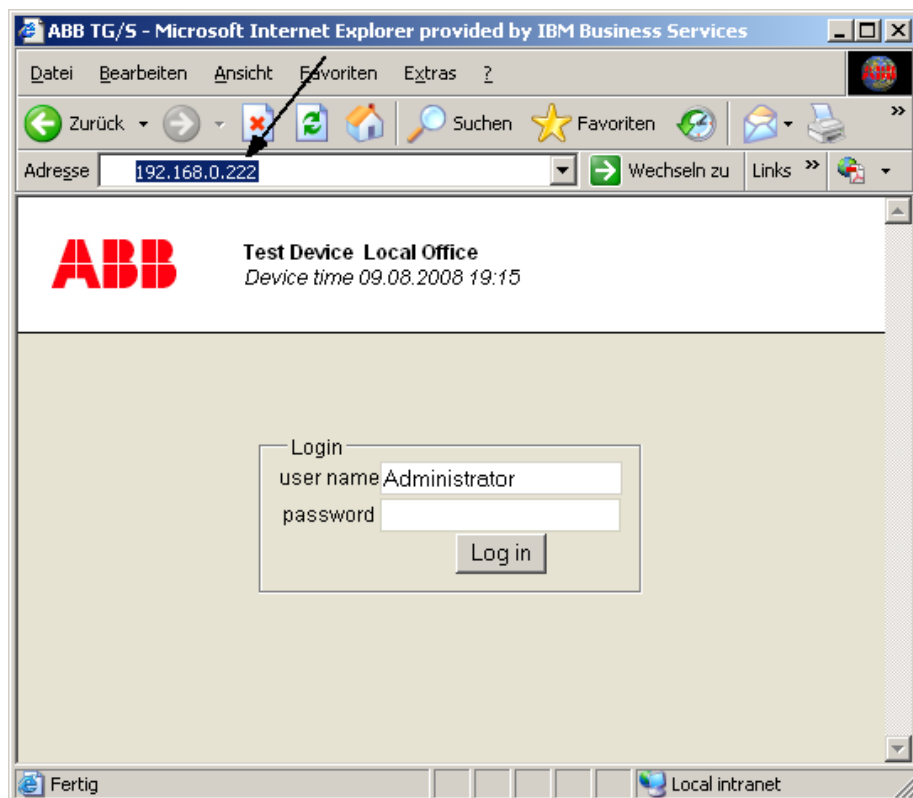 ABB TG/S - Microsoft Internet Explorer provided by IBM Business Services
Datei Bearbeiten Ansicht Favoriten Extras ?
ABB
Zurück Suchen Favoriten »
Adresse 192.168.0.222 Wechseln zu Links »
ABB
Test Device Local Office
Device time 09.08.2008 19:15
Login
user name Administrator
password
Log in
Fertig Local intranet